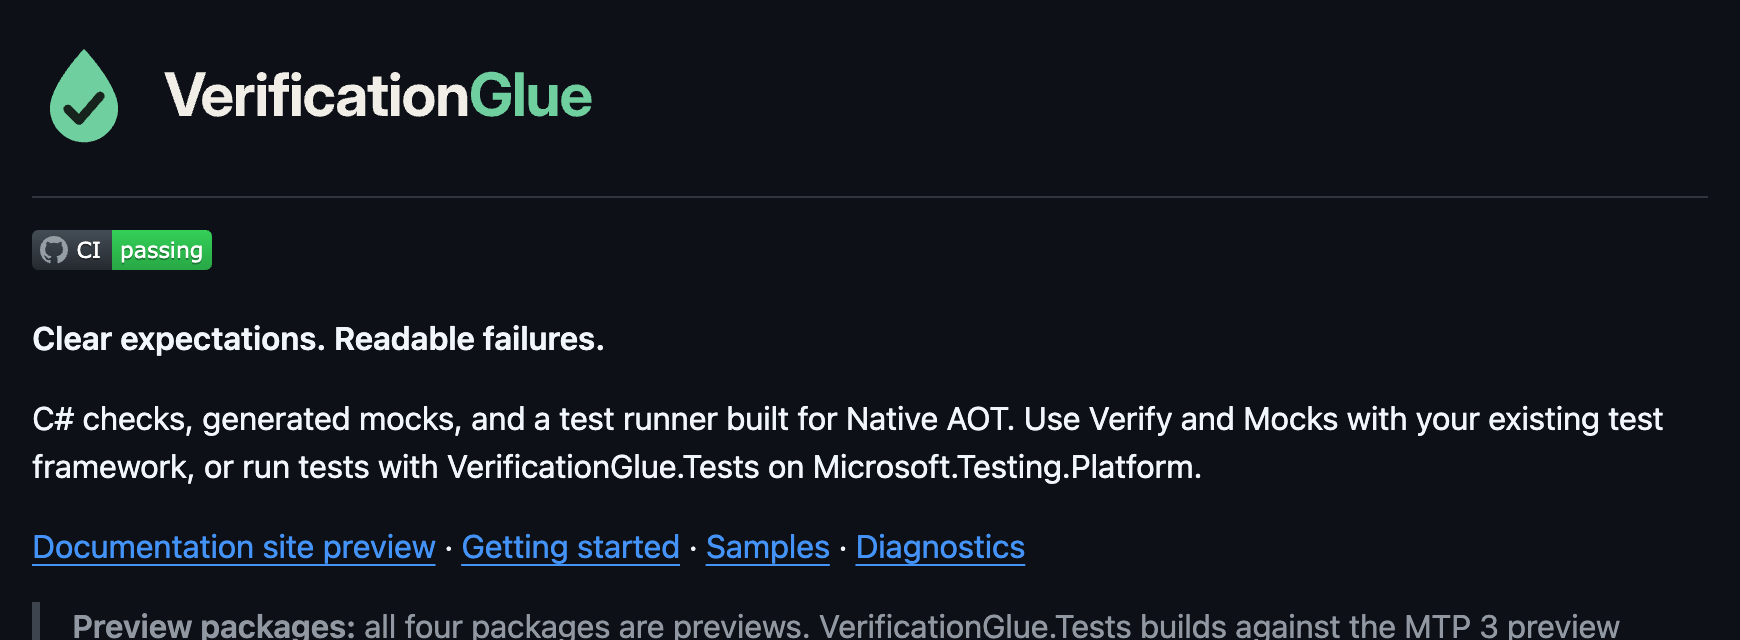 VerificationGlue
CI passing
Clear expectations. Readable failures.
C# checks, generated mocks, and a test runner built for Native AOT. Use Verify and Mocks with your existing test
framework, or run tests with VerificationGlue.Tests on Microsoft.Testing.Platform.
Documentation site preview · Getting started · Samples · Diagnostics
Preview packages: all four packages are previews. VerificationGlue.Tests builds against the MTP 3 preview